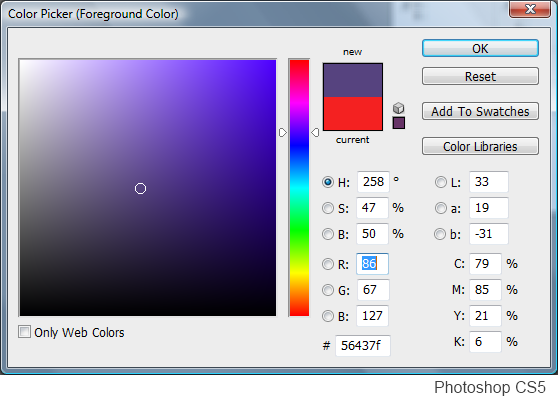 Color Picker (Foreground Color)
new
current
OK
Reset
Add To Swatches
Color Libraries
H: 258 °
S: 47 %
B: 50 %
R: 86
G: 67
B: 127
# 56437f
L: 33
a: 19
b: -31
C: 79 %
M: 85 %
Y: 21 %
K: 6 %
Only Web Colors
Photoshop CS5